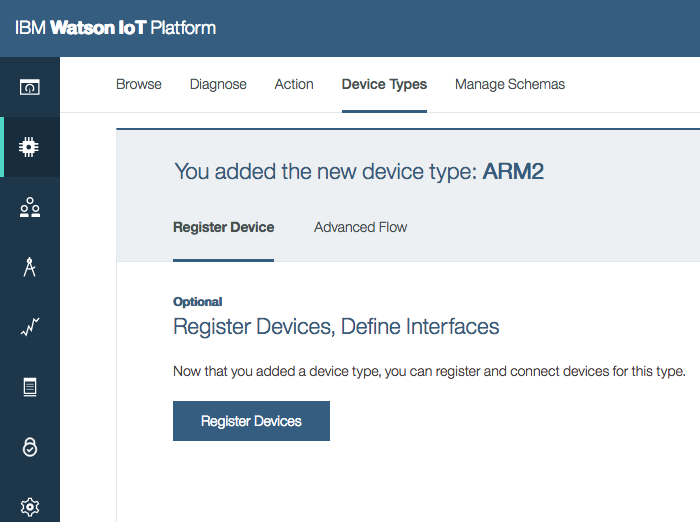 IBM Watson IoT Platform
Browse Diagnose Action Device Types Manage Schemas
You added the new device type: ARM2
Register Device Advanced Flow
Optional
Register Devices, Define Interfaces
Now that you added a device type, you can register and connect devices for this type.
Register Devices